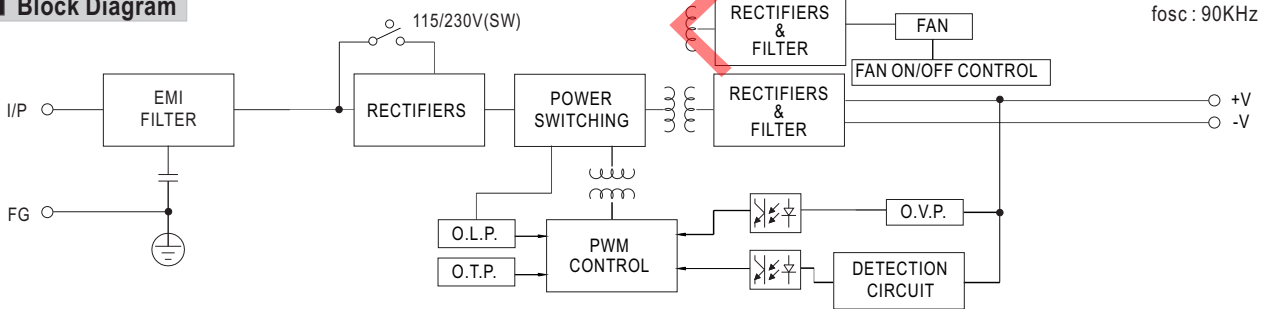 Block Diagram
115/230V(SW)
RECTIFIERS
&
FILTER
FAN
fosc : 90KHz
FAN ON/OFF CONTROL
I/P
EMI
FILTER
RECTIFIERS
POWER
SWITCHING
RECTIFIERS
&
FILTER
+V
-V
FG
O.L.P.
O.T.P.
PWM
CONTROL
O.V.P.
DETECTION
CIRCUIT